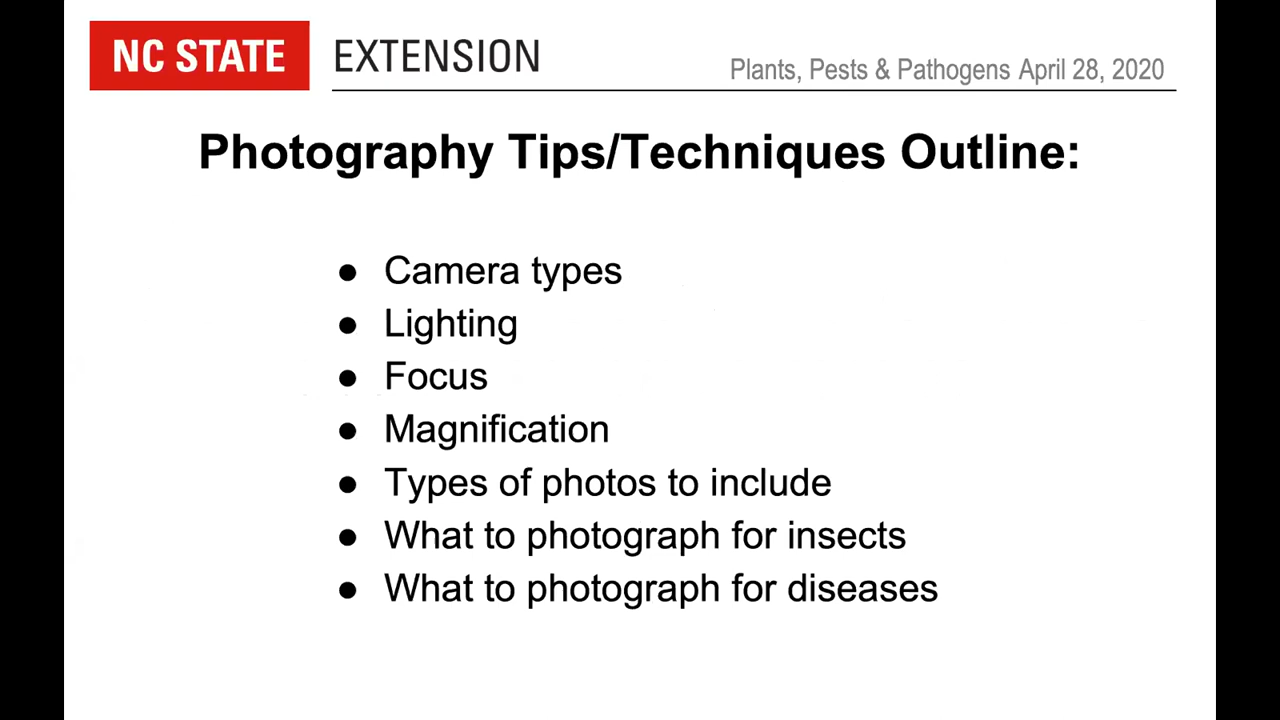 NC STATE EXTENSION
Plants, Pests & Pathogens April 28, 2020
Photography Tips/Techniques Outline:
● Camera types
● Lighting
● Focus
● Magnification
● Types of photos to include
● What to photograph for insects
● What to photograph for diseases